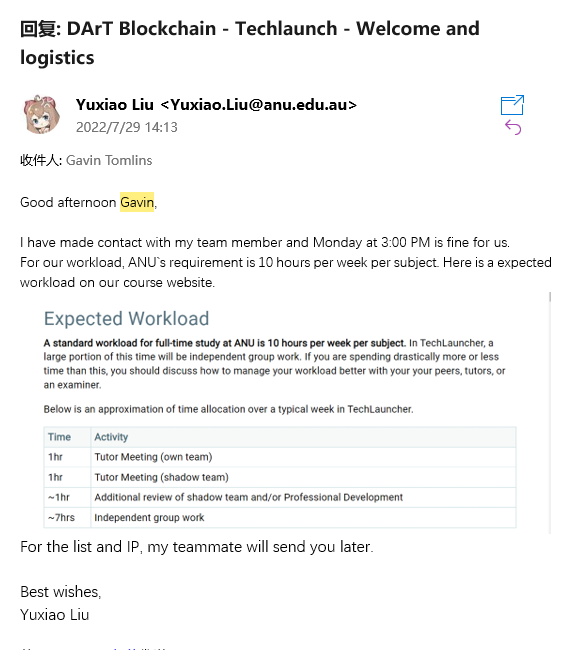 回复: DArT Blockchain - Techlaunch - Welcome and
logistics
Yuxiao Liu <Yuxiao.Liu@anu.edu.au>
2022/7/29 14:13
收件人: Gavin Tomlins
Good afternoon Gavin,
I have made contact with my team member and Monday at 3:00 PM is fine for us.
For our workload, ANU`s requirement is 10 hours per week per subject. Here is a expected
workload on our course website.
Expected Workload
A standard workload for full-time study at ANU is 10 hours per week per subject. In TechLauncher, a
large portion of this time will be independent group work. If you are spending drastically more or less
time than this, you should discuss how to manage your workload better with your your peers, tutors, or
an examiner.
Below is an approximation of time allocation over a typical week in TechLauncher.
Time Activity
1hr Tutor Meeting (own team)
1hr Tutor Meeting (shadow team)
~1hr Additional review of shadow team and/or Professional Development
~7hrs Independent group work
For the list and IP, my teammate will send you later.
Best wishes,
Yuxiao Liu